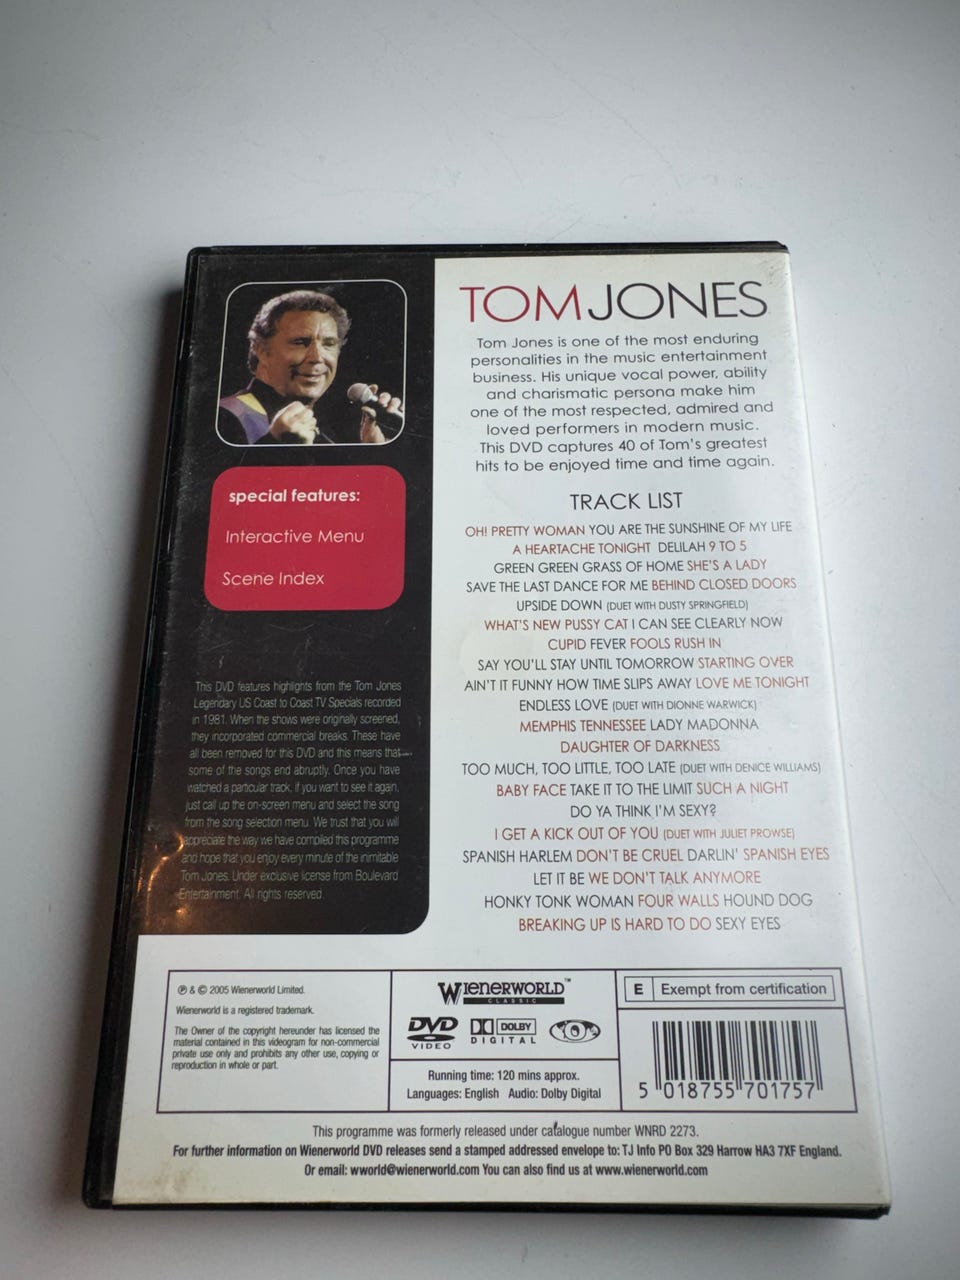 TOM JONES
Tom Jones is one of the most enduring
personalities in the music entertainment
business. His unique vocal power, ability
and charismatic persona make him
one of the most respected, admired and
loved performers in modern music.
This DVD captures 40 of Tom's greatest
hits to be enjoyed time and time again.
special features:
Interactive Menu
Scene Index
TRACK LIST
OH! PRETTY WOMAN YOU ARE THE SUNSHINE OF MY LIFE
A HEARTACHE TONIGHT DELILAH 9 TO 5
GREEN GREEN GRASS OF HOME SHE'S A LADY
SAVE THE LAST DANCE FOR ME BEHIND CLOSED DOORS
UPSIDE DOWN (DUET WITH DUSTY SPRINGFIELD)
WHAT'S NEW PUSSY CAT I CAN SEE CLEARLY NOW
CUPID FEVER FOOLS RUSH IN
SAY YOU'LL STAY UNTIL TOMORROW STARTING OVER
AIN'T IT FUNNY HOW TIME SLIPS AWAY LOVE ME TONIGHT
ENDLESS LOVE (DUET WITH DIONNE WARWICK)
MEMPHIS TENNESSEE LADY MADONNA
DAUGHTER OF DARKNESS
TOO MUCH, TOO LITTLE, TOO LATE (DUET WITH DENICE WILLIAMS)
BABY FACE TAKE IT TO THE LIMIT SUCH A NIGHT
DO YA THINK I'M SEXY?
I GET A KICK OUT OF YOU (DUET WITH JULIET PROWSE)
SPANISH HARLEM DON'T BE CRUEL DARLIN' SPANISH EYES
LET IT BE WE DON'T TALK ANYMORE
HONKY TONK WOMAN FOUR WALLS HOUND DOG
BREAKING UP IS HARD TO DO SEXY EYES
This DVD features highlights from the Tom Jones
Legendary US Coast to Coast TV Specials recorded
in 1981. When the shows were originally screened,
they incorporated commercial breaks. These have
all been removed for this DVD and this means that
some of the songs end abruptly. Once you have
watched a particular track, if you want to see it again,
just call up the on-screen menu and select the song
from the song selection menu. We trust that you will
appreciate the way we have compiled this programme
and hope that you enjoy every minute of the inimitable
Tom Jones. Under exclusive license from Boulevard
Entertainment. All rights reserved.
℗ & © 2005 Wienerworld Limited.
Wienerworld is a registered trademark.
The Owner of the copyright hereunder has licensed the
material contained in this videogram for non-commercial
private use only and prohibits any other use, copying or
reproduction in whole or part.
WIENERWORLD™
CLASSIC
DVD VIDEO
DOLBY DIGITAL
Running time: 120 mins approx.
Languages: English Audio: Dolby Digital
E Exempt from certification
5 018755 701757
This programme was formerly released under catalogue number WNRD 2273.
For further information on Wienerworld DVD releases send a stamped addressed envelope to: TJ Info PO Box 329 Harrow HA3 7XF England.
Or email: wworld@wienerworld.com You can also find us at www.wienerworld.com